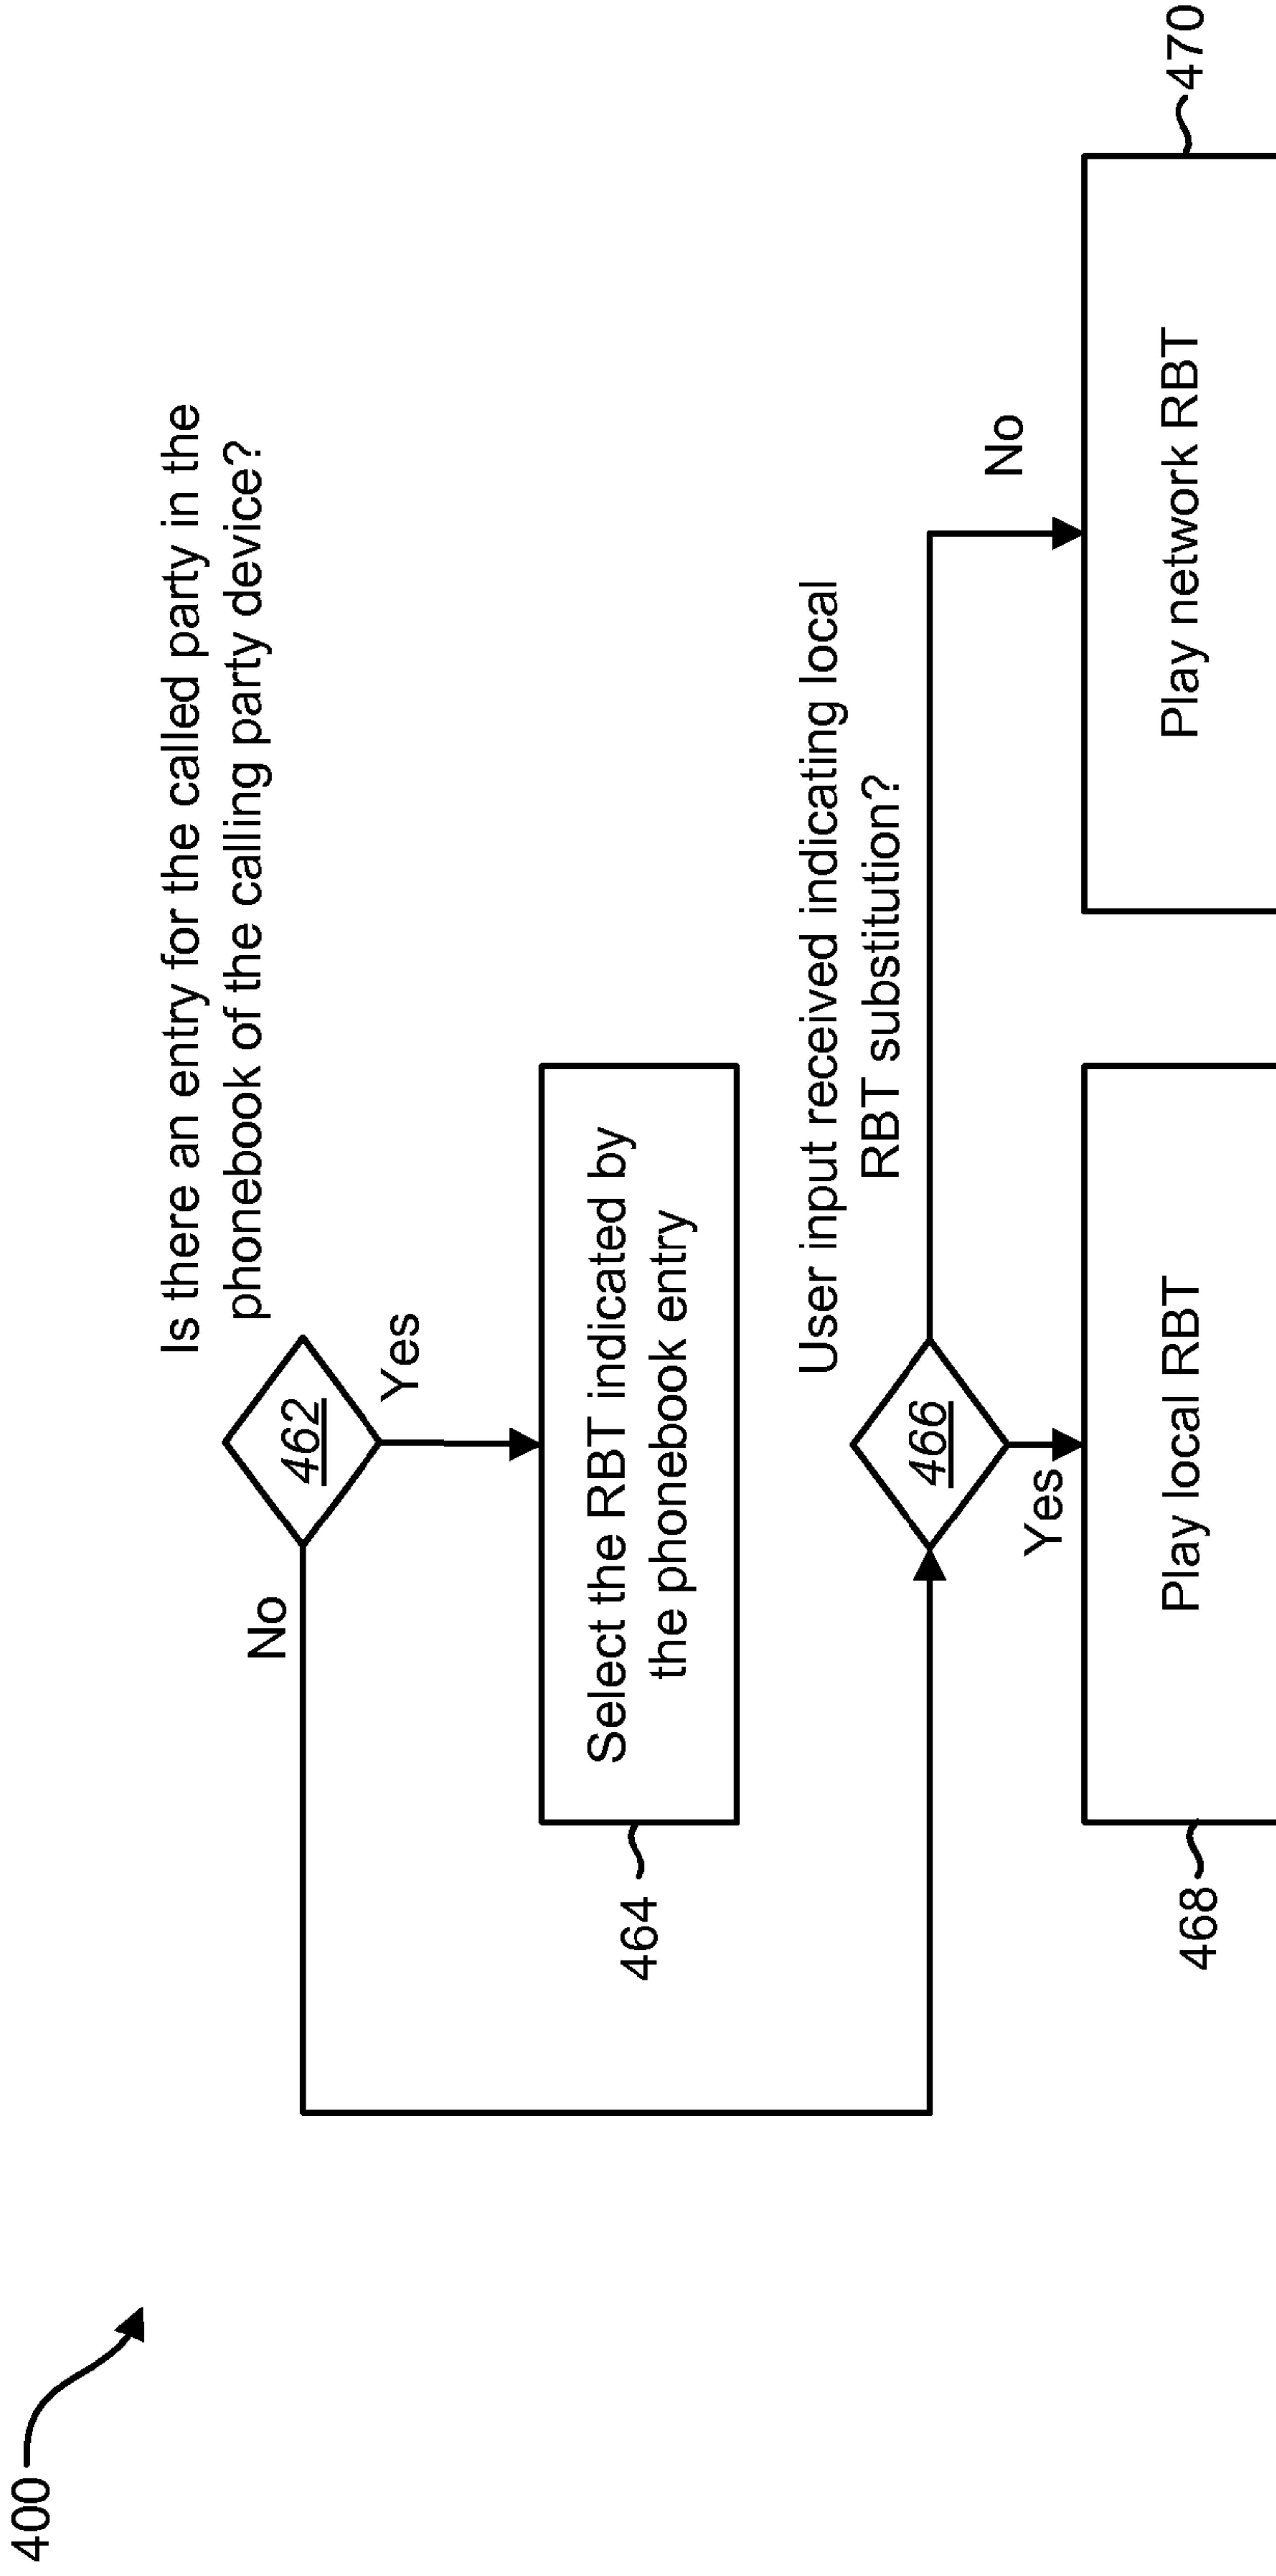 400
Is there an entry for the called party in the
phonebook of the calling party device?
462
No
Yes
Select the RBT indicated by
the phonebook entry
464
User input received indicating local
RBT substitution?
466
No
Yes
Play local RBT
468
Play network RBT
470